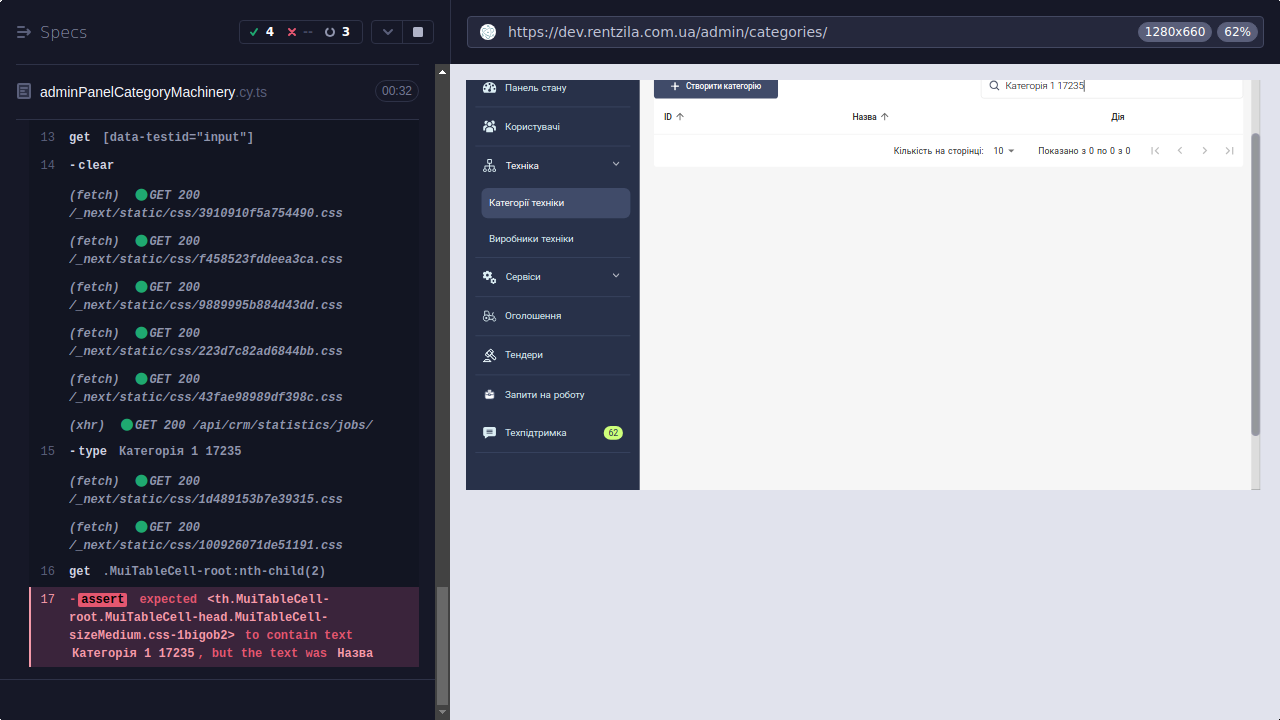 Specs
4
--
3
adminPanelCategoryMachinery.cy.ts
00:32
13 get [data-testid="input"]
14 -clear
(fetch) GET 200
/_next/static/css/3910910f5a754490.css
(fetch) GET 200
/_next/static/css/f458523fddeea3ca.css
(fetch) GET 200
/_next/static/css/9889995b884d43dd.css
(fetch) GET 200
/_next/static/css/223d7c82ad6844bb.css
(fetch) GET 200
/_next/static/css/43fae98989df398c.css
(xhr) GET 200 /api/crm/statistics/jobs/
15 -type Категорія 1 17235
(fetch) GET 200
/_next/static/css/1d489153b7e39315.css
(fetch) GET 200
/_next/static/css/100926071de51191.css
16 get .MuiTableCell-root:nth-child(2)
17 -assert expected <th.MuiTableCell-
root.MuiTableCell-head.MuiTableCell-
sizeMedium.css-1bigob2> to contain text
Категорія 1 17235, but the text was Назва
https://dev.rentzila.com.ua/admin/categories/
1280x660
62%
Панель стану
Користувачі
Техніка
Категорії техніки
Виробники техніки
Сервіси
Оголошення
Тендери
Запити на роботу
Техпідтримка
62
Створити категорію
Категорія 1 17235
ID
Назва
Дія
Кількість на сторінці: 10
Показано з 0 по 0 з 0